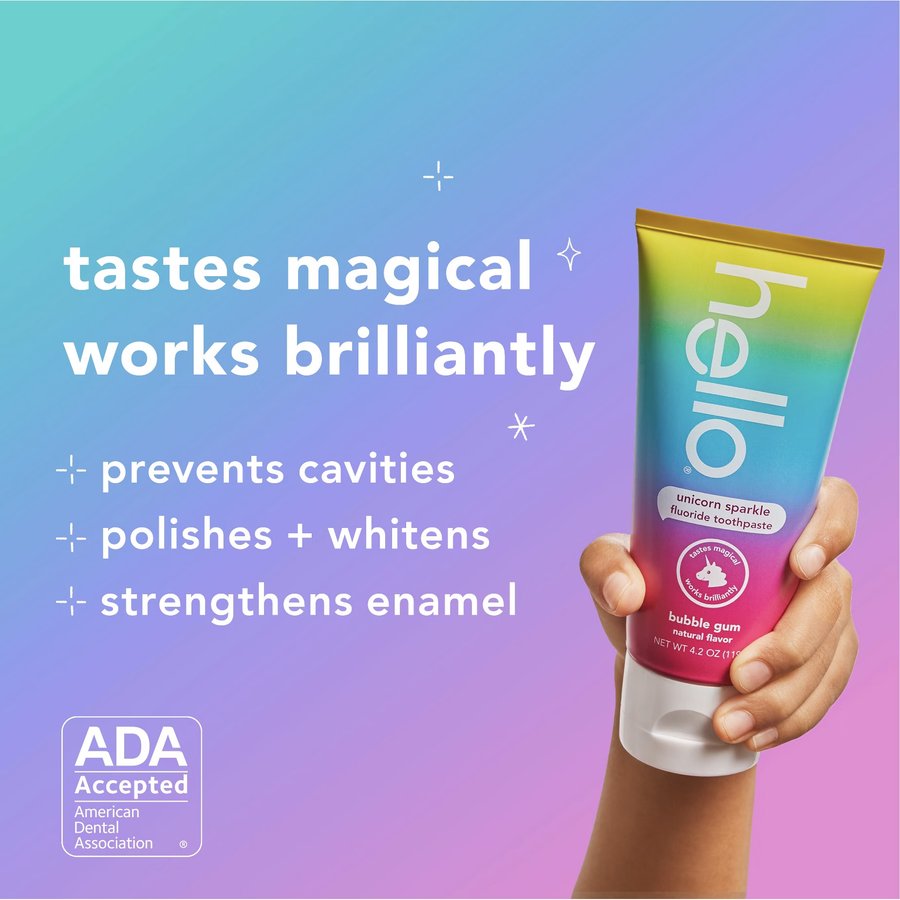 tastes magical
works brilliantly
prevents cavities
polishes + whitens
strengthens enamel
ADA
Accepted
American
Dental
Association ®
hello®
unicorn sparkle
fluoride toothpaste
tastes magical
works brilliantly
bubble gum
natural flavor
NET WT 4.2 OZ